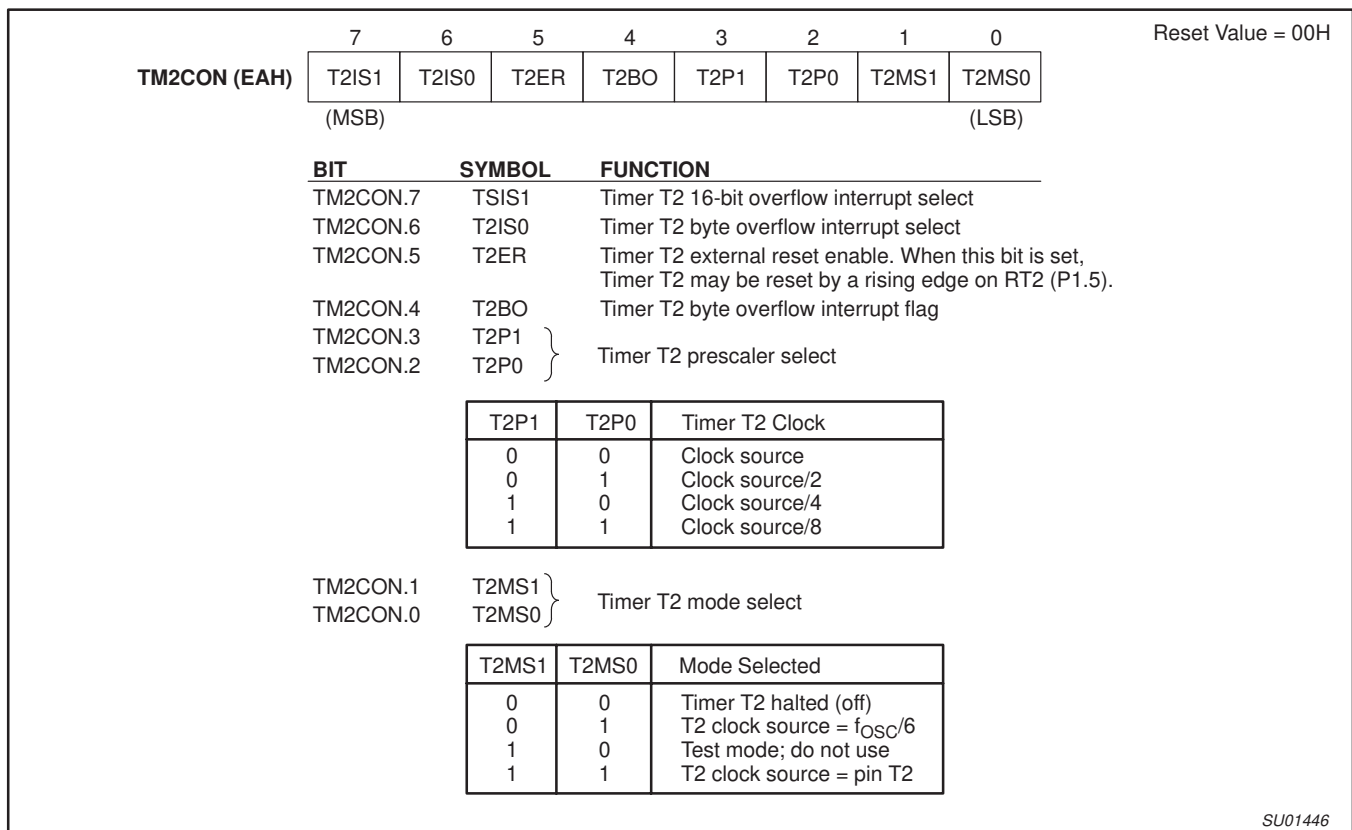 7 6 5 4 3 2 1 0 Reset Value = 00H
TM2CON (EAH) T2IS1 T2IS0 T2ER T2BO T2P1 T2P0 T2MS1 T2MS0
(MSB) (LSB)
BIT SYMBOL FUNCTION
TM2CON.7 TSIS1 Timer T2 16-bit overflow interrupt select
TM2CON.6 T2IS0 Timer T2 byte overflow interrupt select
TM2CON.5 T2ER Timer T2 external reset enable. When this bit is set,
Timer T2 may be reset by a rising edge on RT2 (P1.5).
TM2CON.4 T2BO Timer T2 byte overflow interrupt flag
TM2CON.3 T2P1
Timer T2 prescaler select
TM2CON.2 T2P0
T2P1 T2P0 Timer T2 Clock
0 0 Clock source
0 1 Clock source/2
1 0 Clock source/4
1 1 Clock source/8
TM2CON.1 T2MS1
Timer T2 mode select
TM2CON.0 T2MS0
T2MS1 T2MS0 Mode Selected
0 0 Timer T2 halted (off)
0 1 T2 clock source = fOSC/6
1 0 Test mode; do not use
1 1 T2 clock source = pin T2
SU01446